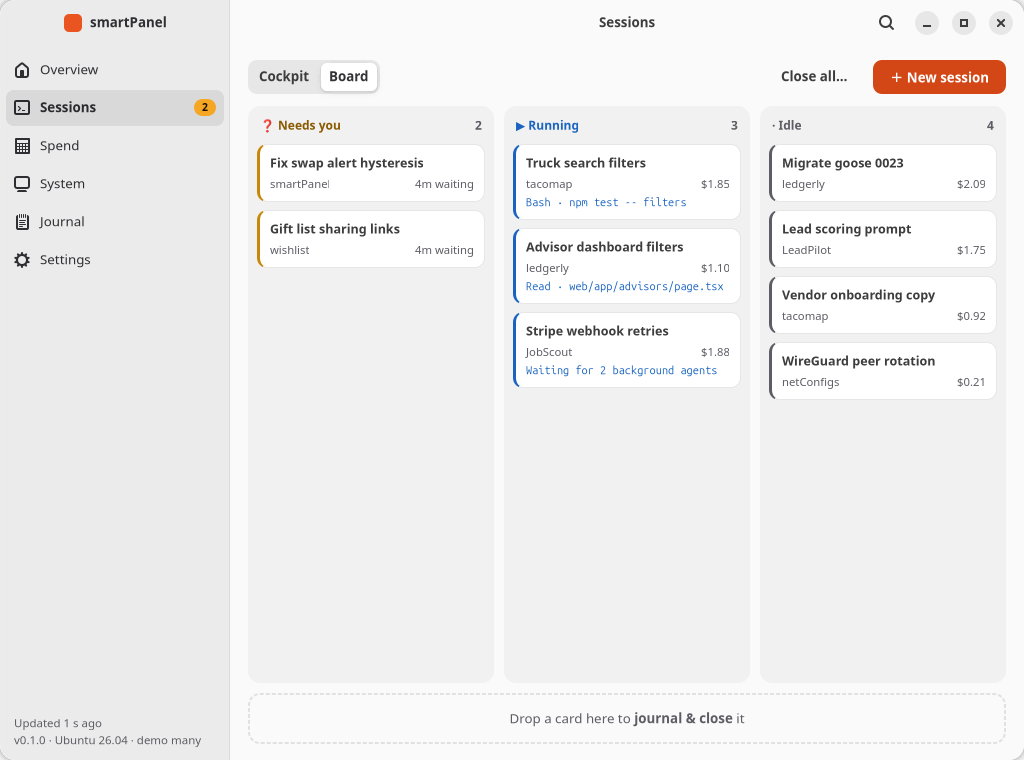 smartPanel
Sessions
Overview
Sessions 2
Spend
System
Journal
Settings
Updated 1 s ago
v0.1.0 · Ubuntu 26.04 · demo many
Cockpit Board
Close all...
+ New session
❓ Needs you 2
Fix swap alert hysteresis
smartPanel 4m waiting
Gift list sharing links
wishlist 4m waiting
▶ Running 3
Truck search filters
tacomap $1.85
Bash · npm test -- filters
Advisor dashboard filters
ledgerly $1.10
Read · web/app/advisors/page.tsx
Stripe webhook retries
JobScout $1.88
Waiting for 2 background agents
· Idle 4
Migrate goose 0023
ledgerly $2.09
Lead scoring prompt
LeadPilot $1.75
Vendor onboarding copy
tacomap $0.92
WireGuard peer rotation
netConfigs $0.21
Drop a card here to journal & close it